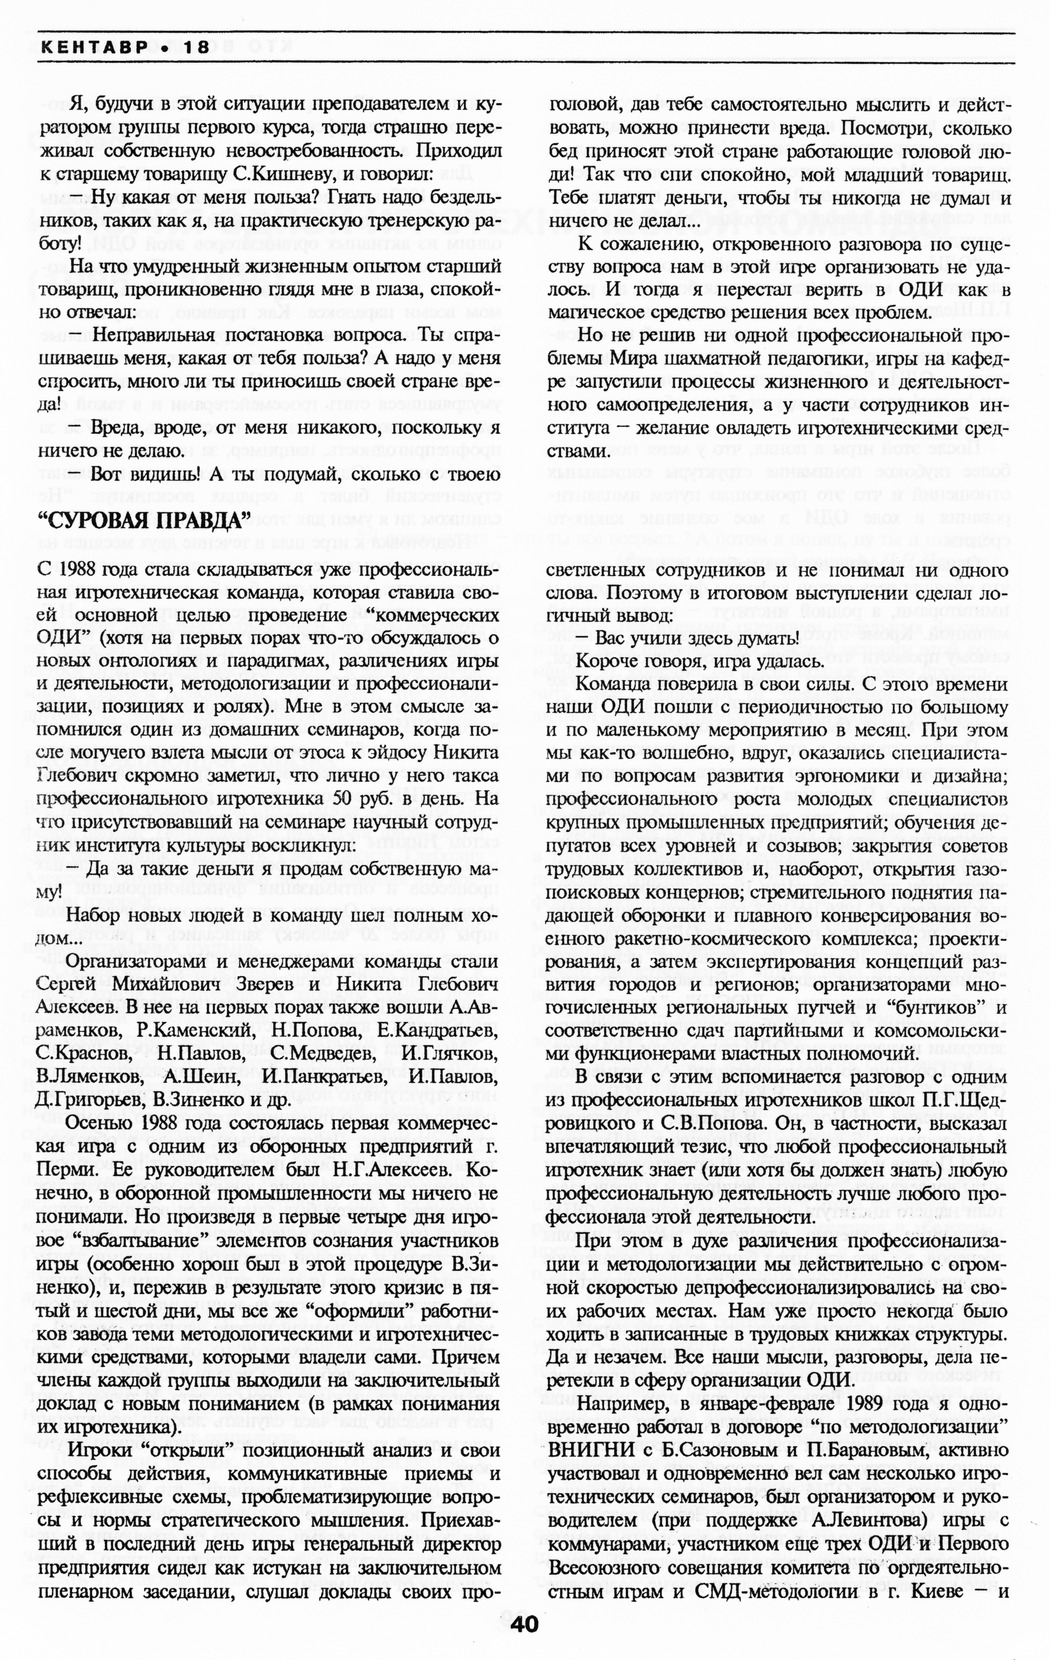 КЕНТАВР • 18
Я, будучи в этой ситуации преподавателем и ку-
ратором группы первого курса, тогда страшно пере-
живал собственную невостребованность. Приходил
к старшему товарищу С.Кишневу, и говорил:
— Ну какая от меня польза? Гнать надо бездель-
ников, таких как я, на практическую тренерскую ра-
боту!
На что умудренный жизненным опытом старший
товарищ, проникновенно глядя мне в глаза, спокой-
но отвечал:
— Неправильная постановка вопроса. Ты спра-
шиваешь меня, какая от тебя польза? А надо у меня
спросить, много ли ты приносишь своей стране вре-
да!
— Вреда, вроде, от меня никакого, поскольку я
ничего не делаю.
— Вот видишь! А ты подумай, сколько с твоею
головой, дав тебе самостоятельно мыслить и дейст-
вовать, можно принести вреда. Посмотри, сколько
бед приносят этой стране работающие головой лю-
ди! Так что спи спокойно, мой младший товарищ.
Тебе платят деньги, чтобы ты никогда не думал и
ничего не делал...
К сожалению, откровенного разговора по суще-
ству вопроса нам в этой игре организовать не уда-
лось. И тогда я перестал верить в ОДИ как в
магическое средство решения всех проблем.
Но не решив ни одной профессиональной про-
блемы Мира шахматной педагогики, игры на кафед-
ре запустили процессы жизненного и деятельност-
ного самоопределения, а у части сотрудников ин-
ститута — желание овладеть игротехническими сред-
ствами.
“СУРОВАЯ ПРАВДА”
С 1988 года стала складываться уже профессиональ-
ная игротехническая команда, которая ставила сво-
ей основной целью проведение “коммерческих
ОДИ” (хотя на первых порах что-то обсуждалось о
новых онтологиях и парадигмах, различениях игры
и деятельности, методологизации и профессионали-
зации, позициях и ролях). Мне в этом смысле за-
помнился один из домашних семинаров, когда по-
сле могучего взлета мысли от этоса к эйдосу Никита
Глебович скромно заметил, что лично у него такса
профессионального игротехника 50 руб. в день. На
что присутствовавший на семинаре научный сотруд-
ник института культуры воскликнул:
— Да за такие деньги я продам собственную ма-
му!
Набор новых людей в команду шел полным хо-
дом...
Организаторами и менеджерами команды стали
Сергей Михайлович Зверев и Никита Глебович
Алексеев. В нее на первых порах также вошли А.Ав-
раменков, Р.Каменский, Н.Попова, Е.Кандратьев,
С.Краснов, Н.Павлов, С.Медведев, И.Глячков,
В.Ляменков, А.Шеин, И.Панкратьев, И.Павлов,
Д.Григорьев, В.Зиненко и др.
Осенью 1988 года состоялась первая коммерчес-
кая игра с одним из оборонных предприятий г.
Перми. Ее руководителем был Н.Г.Алексеев. Ко-
нечно, в оборонной промышленности мы ничего не
понимали. Но произведя в первые четыре дня игро-
вое “взбалтывание” элементов сознания участников
игры (особенно хорош был в этой процедуре В.Зи-
ненко), и, пережив в результате этого кризис в пя-
тый и шестой дни, мы все же “оформили” работни-
ков завода теми методологическими и игротехничес-
кими средствами, которыми владели сами. Причем
члены каждой группы выходили на заключительный
доклад с новым пониманием (в рамках понимания
их игротехника).
Игроки “открыли” позиционный анализ и свои
способы действия, коммуникативные приемы и
рефлексивные схемы, проблематизирующие вопро-
сы и нормы стратегического мышления. Приехав-
ший в последний день игры генеральный директор
предприятия сидел как истукан на заключительном
пленарном заседании, слушал доклады своих про-
светленных сотрудников и не понимал ни одного
слова. Поэтому в итоговом выступлении сделал ло-
гичный вывод:
— Вас учили здесь думать!
Короче говоря, игра удалась.
Команда поверила в свои силы. С этого времени
наши ОДИ пошли с периодичностью по большому
и по маленькому мероприятию в месяц. При этом
мы как-то волшебно, вдруг, оказались специалиста-
ми по вопросам развития эргономики и дизайна;
профессионального роста молодых специалистов
крупных промышленных предприятий; обучения де-
путатов всех уровней и созывов; закрытия советов
трудовых коллективов и, наоборот, открытия газо-
поисковых концернов; стремительного поднятия па-
дающей оборонки и плавного конверсирования во-
енного ракетно-космического комплекса; проекти-
рования, а затем экспертирования концепций раз-
вития городов и регионов; организаторами мно-
гочисленных региональных путчей и “бунтиков” и
соответственно сдач партийными и комсомольски-
ми функционерами властных полномочий.
В связи с этим вспоминается разговор с одним
из профессиональных игротехников школ П.Г.Щед-
ровицкого и С.В.Попова. Он, в частности, высказал
впечатляющий тезис, что любой профессиональный
игротехник знает (или хотя бы должен знать) любую
профессиональную деятельность лучше любого про-
фессионала этой деятельности.
При этом в духе различения профессионализа-
ции и методологизации мы действительно с огром-
ной скоростью депрофессионализировались на сво-
их рабочих местах. Нам уже просто некогда было
ходить в записанные в трудовых книжках структуры.
Да и незачем. Все наши мысли, разговоры, дела пе-
ретекли в сферу организации ОДИ.
Например, в январе-феврале 1989 года я одно-
временно работал в договоре “по методологизации”
ВНИГНИ с Б.Сазоновым и П.Барановым, активно
участвовал и одновременно вел сам несколько игро-
технических семинаров, был организатором и руко-
водителем (при поддержке А.Левинтова) игры с
коммунарами, участником еще трех ОДИ и Первого
Всесоюзного совещания комитета по оргдеятельно-
стным играм и СМД-методологии в г. Киеве — и
40